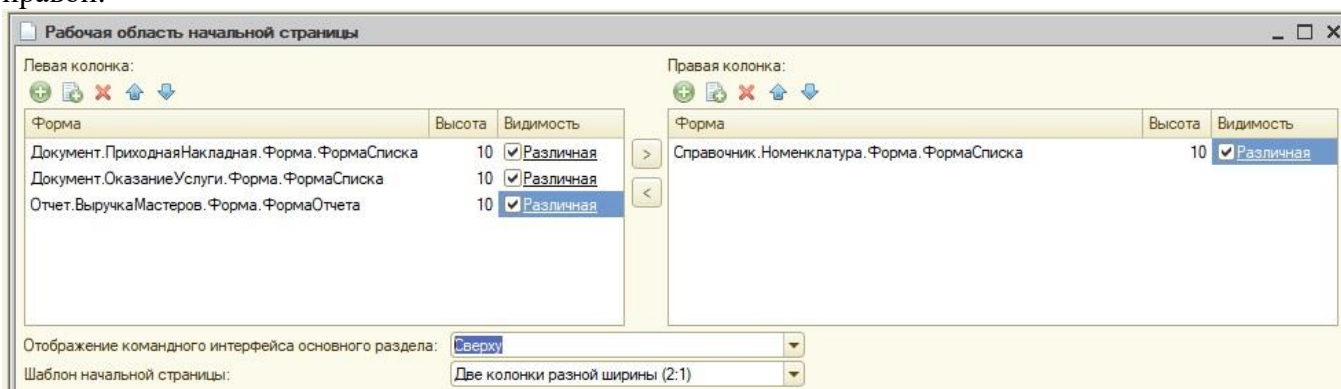 правой.
Рабочая область начальной страницы
Левая колонка:
Правая колонка:
Форма Высота Видимость
Форма Высота Видимость
Документ.ПриходнаяНакладная.Форма.ФормаСписка 10 Различная
Справочник.Номенклатура.Форма.ФормаСписка 10 Различная
Документ.ОказаниеУслуги.Форма.ФормаСписка 10 Различная
Отчет.ВыручкаМастеров.Форма.ФормаОтчета 10 Различная
Отображение командного интерфейса основного раздела: Сверху
Шаблон начальной страницы: Две колонки разной ширины (2:1)